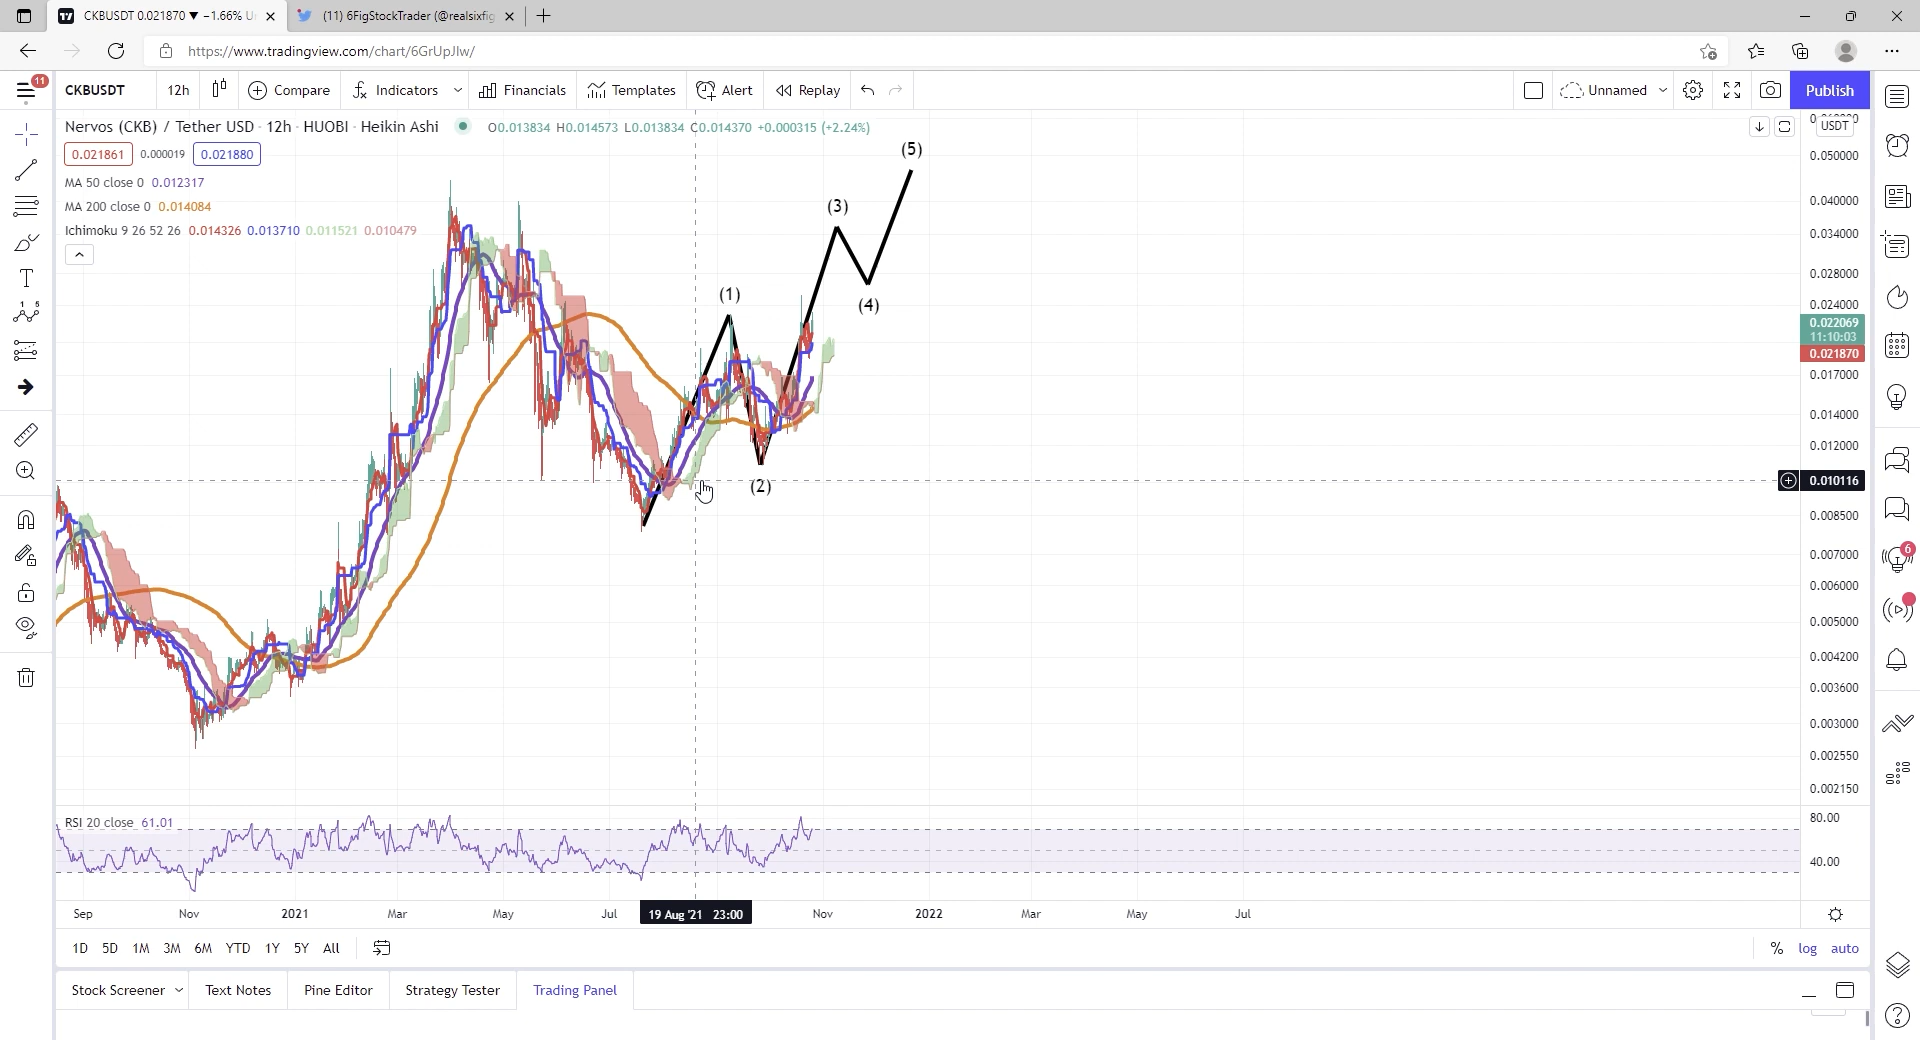 CKBUSDT 0.021870 ▼ −1.66% U
(11) 6FigStockTrader (@realsixfig
https://www.tradingview.com/chart/6GrUpJIw/
11
CKBUSDT
12h
Compare
Indicators
Financials
Templates
Alert
Replay
Unnamed
Publish
Nervos (CKB) / Tether USD · 12h · HUOBI · Heikin Ashi
O0.013834 H0.014573 L0.013834 C0.014370 +0.000315 (+2.24%)
USDT
0.021861 0.000019 0.021880
MA 50 close 0 0.012317
MA 200 close 0 0.014084
Ichimoku 9 26 52 26 0.014326 0.013710 0.011521 0.010479
(1)
(2)
(3)
(4)
(5)
0.050000
0.040000
0.034000
0.028000
0.024000
0.022069
11:10:03
0.021870
0.017000
0.014000
0.012000
0.010116
0.008500
0.007000
0.006000
0.005000
0.004200
0.003600
0.003000
0.002550
0.002150
6
RSI 20 close 61.01
80.00
40.00
Sep Nov 2021 Mar May Jul 19 Aug '21 23:00 Nov 2022 Mar May Jul
1D 5D 1M 3M 6M YTD 1Y 5Y All
% log auto
Stock Screener Text Notes Pine Editor Strategy Tester Trading Panel